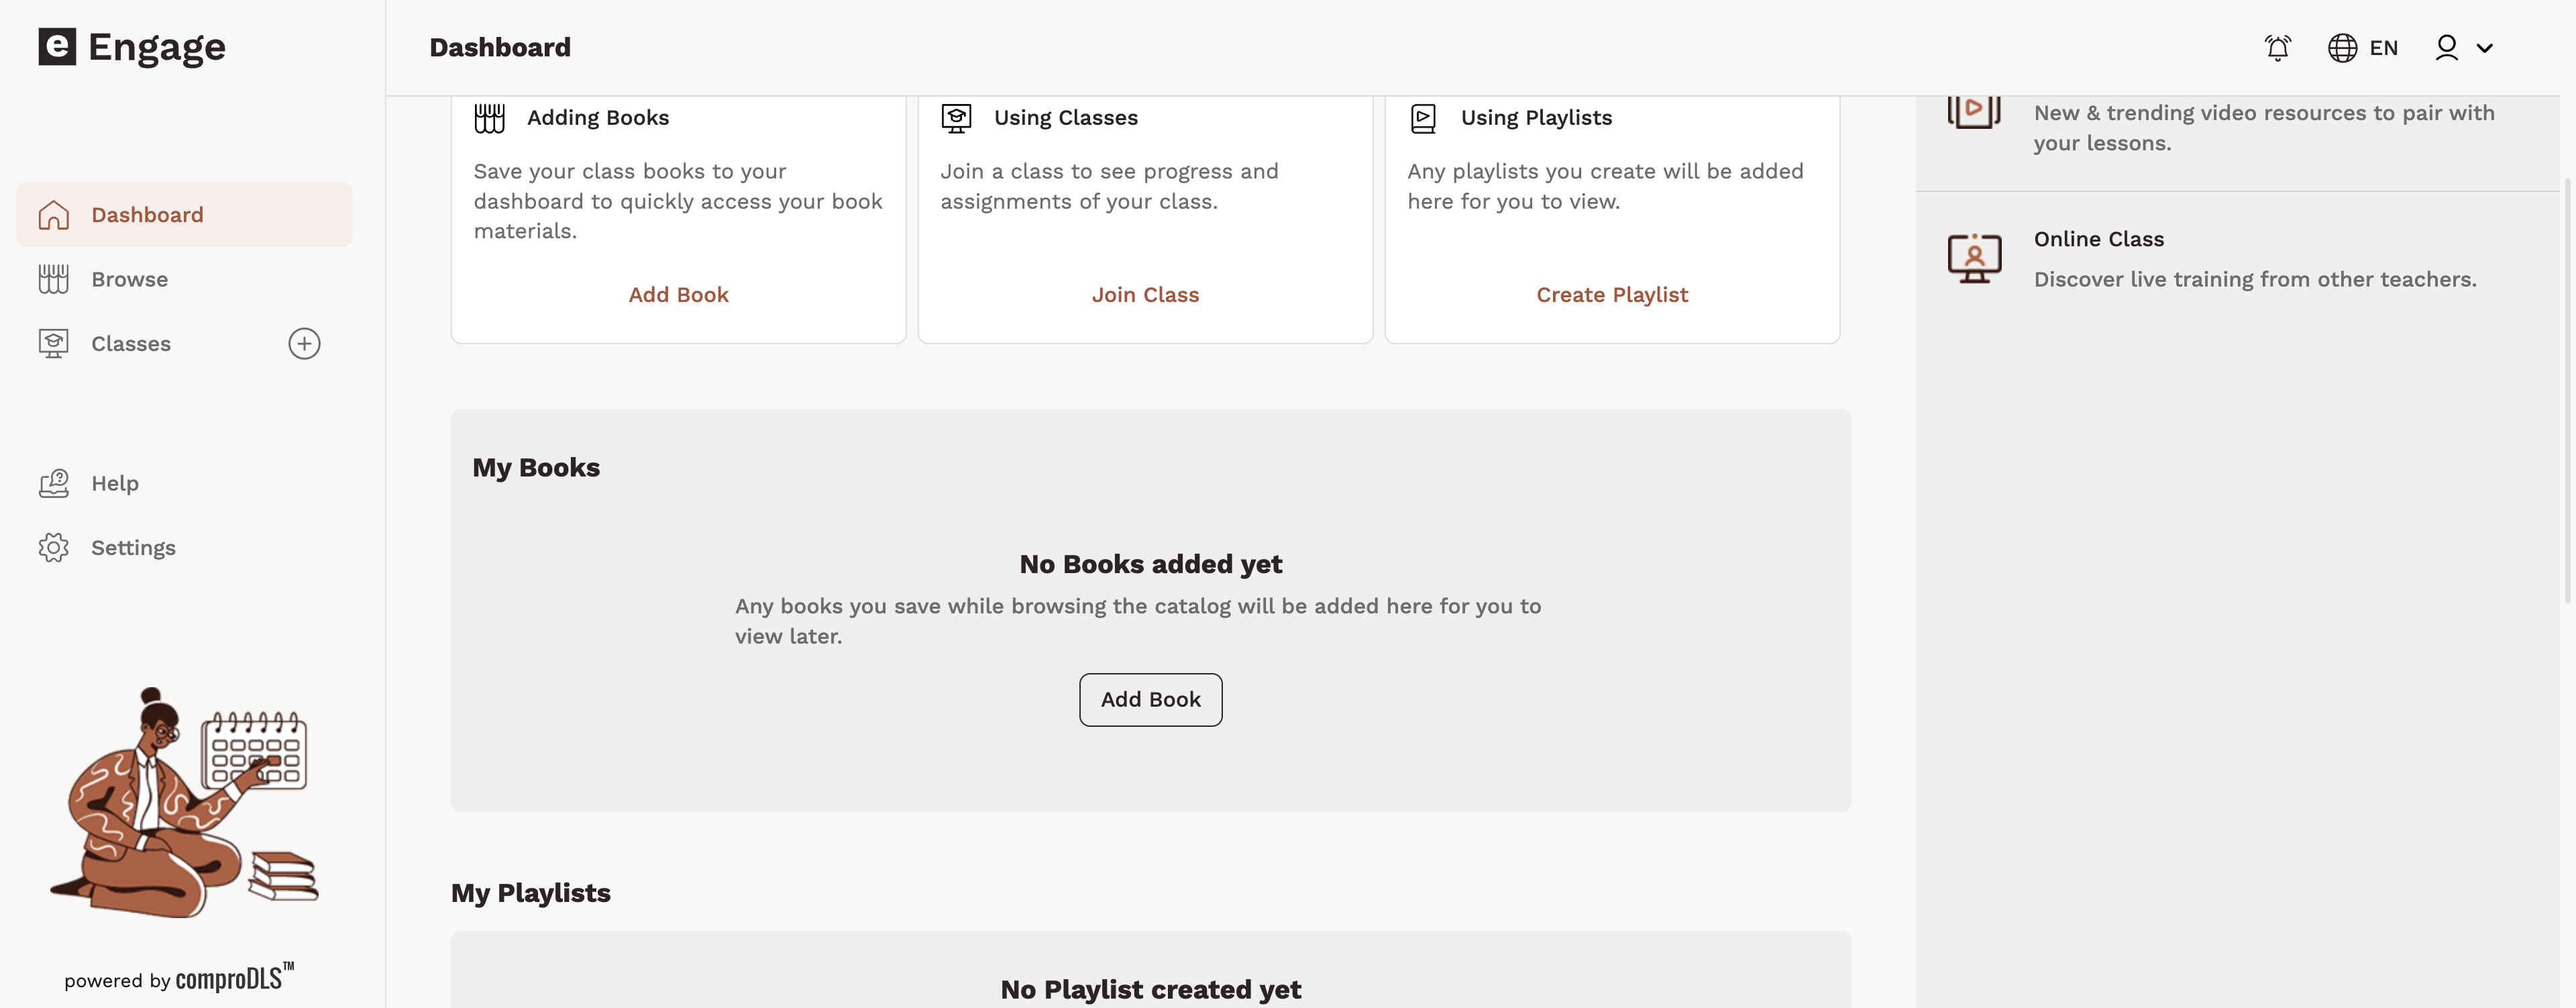 e Engage
Dashboard
EN
Dashboard
Browse
Classes
Help
Settings
powered by comproDLS™
Adding Books
Save your class books to your
dashboard to quickly access your book
materials.
Add Book
Using Classes
Join a class to see progress and
assignments of your class.
Join Class
Using Playlists
Any playlists you create will be added
here for you to view.
Create Playlist
My Books
No Books added yet
Any books you save while browsing the catalog will be added here for you to
view later.
Add Book
My Playlists
No Playlist created yet
New & trending video resources to pair with
your lessons.
Online Class
Discover live training from other teachers.